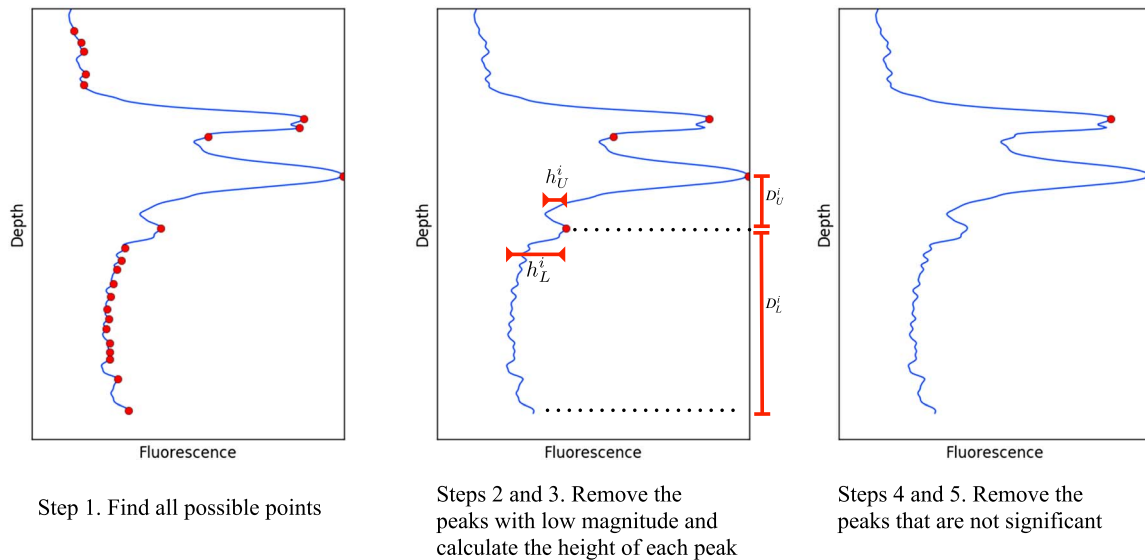 Depth
Fluorescence
Step 1. Find all possible points
Depth
h_U^i
h_L^i
D_U^i
D_L^i
Fluorescence
Steps 2 and 3. Remove the
peaks with low magnitude and
calculate the height of each peak
Depth
Fluorescence
Steps 4 and 5. Remove the
peaks that are not significant